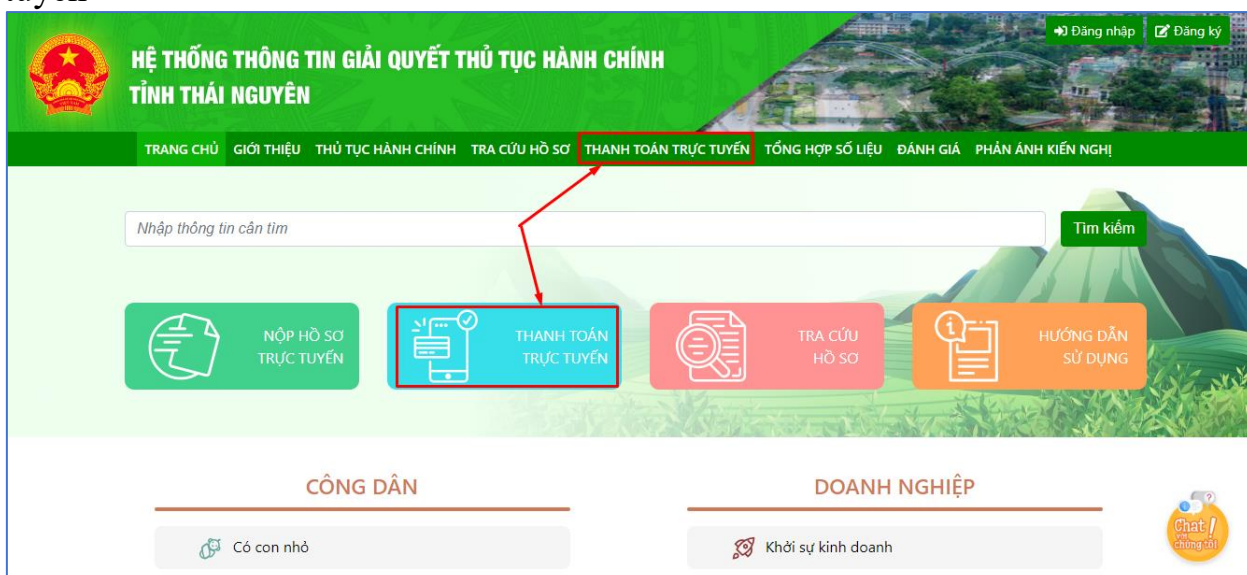 tuyến
HỆ THỐNG THÔNG TIN GIẢI QUYẾT THỦ TỤC HÀNH CHÍNH
TỈNH THÁI NGUYÊN
Đăng nhập
Đăng ký
TRANG CHỦ GIỚI THIỆU THỦ TỤC HÀNH CHÍNH TRA CỨU HỒ SƠ THANH TOÁN TRỰC TUYẾN TỔNG HỢP SỐ LIỆU ĐÁNH GIÁ PHẢN ÁNH KIẾN NGHỊ
Nhập thông tin cần tìm
Tìm kiếm
NỘP HỒ SƠ
TRỰC TUYẾN
THANH TOÁN
TRỰC TUYẾN
TRA CỨU
HỒ SƠ
HƯỚNG DẪN
SỬ DỤNG
CÔNG DÂN
DOANH NGHIỆP
Có con nhỏ
Khởi sự kinh doanh
Chat
với
chúng tôi